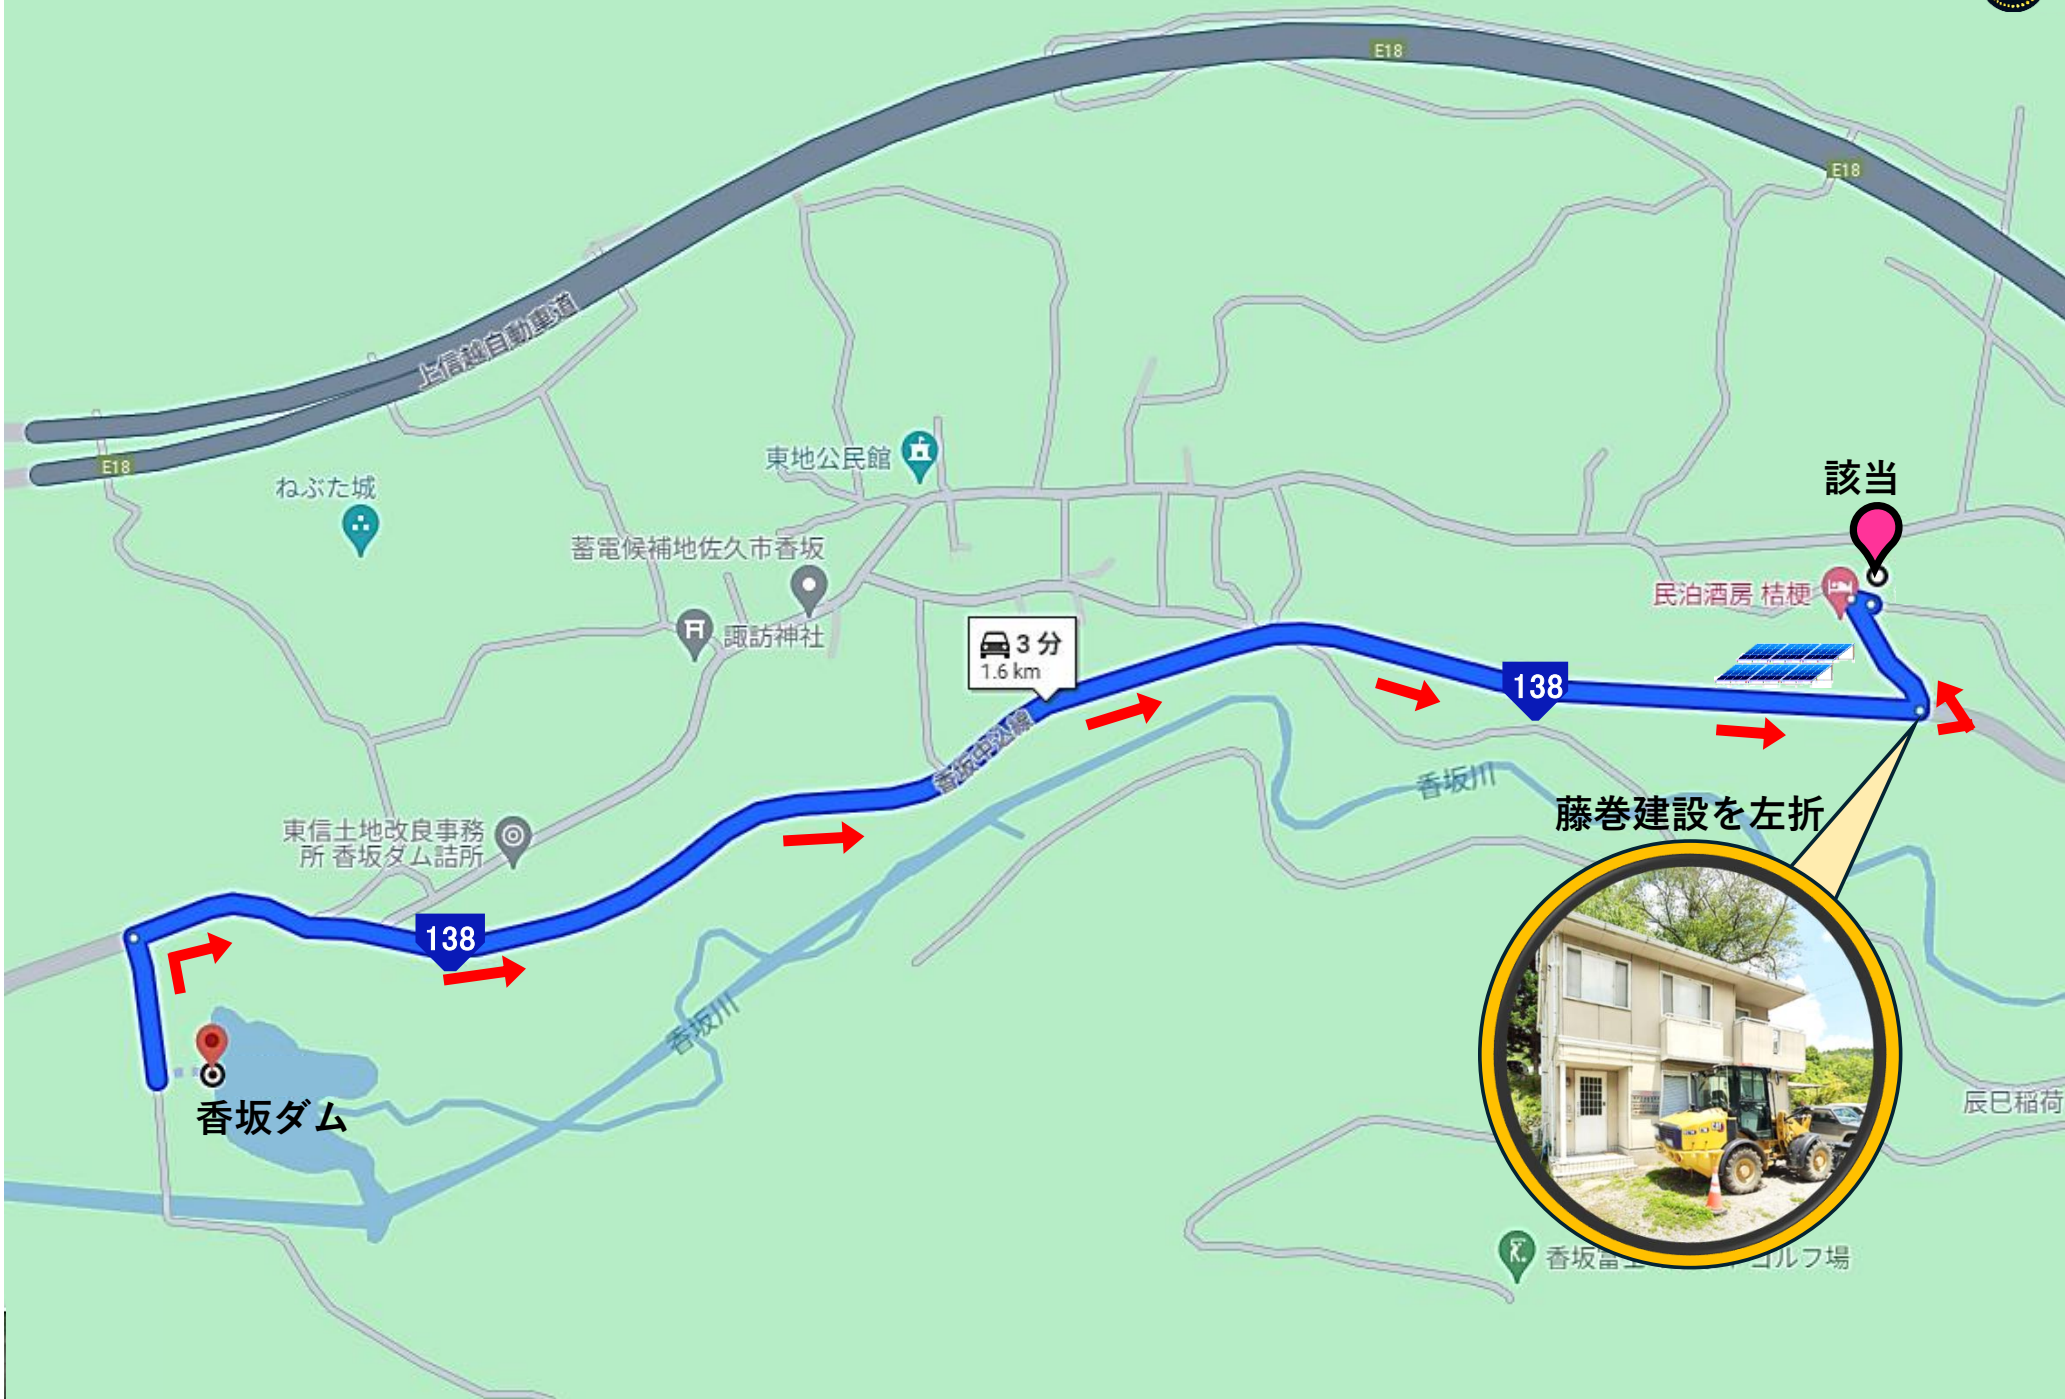 E18
E18
上信越自動車道
E18
東地公民館
ねぶた城
該当
蓄電候補地佐久市香坂
民泊酒房 桔梗
諏訪神社
3 分
1.6 km
138
香坂中込線
香坂川
藤巻建設を左折
東信土地改良事務
所 香坂ダム詰所
138
香坂川
香坂ダム
辰巳稲荷
香坂富士
ゴルフ場